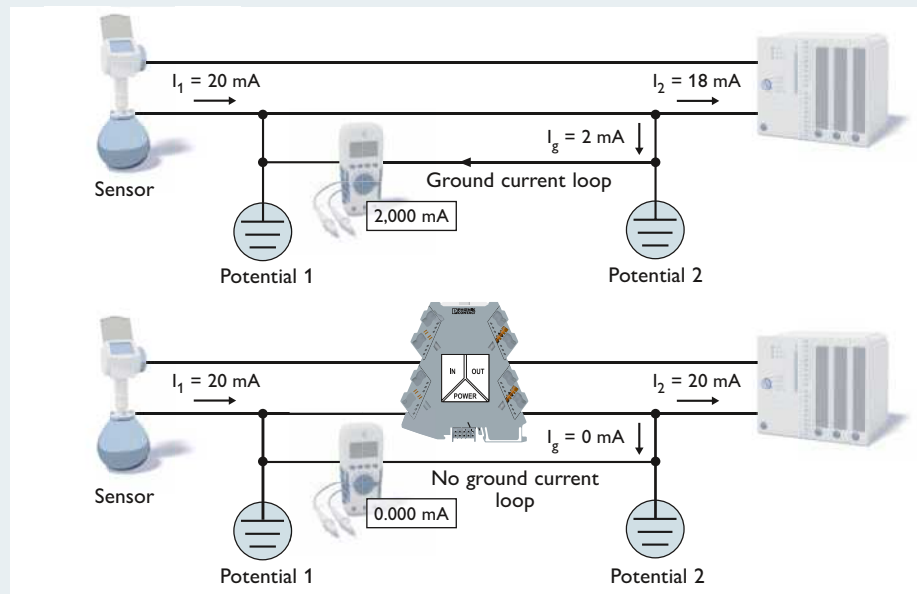 I1 = 20 mA
I2 = 18 mA
Ig = 2 mA
Ground current loop
Sensor
2,000 mA
Potential 1
Potential 2
I1 = 20 mA
IN
OUT
POWER
I2 = 20 mA
Ig = 0 mA
No ground current
loop
Sensor
0.000 mA
Potential 1
Potential 2